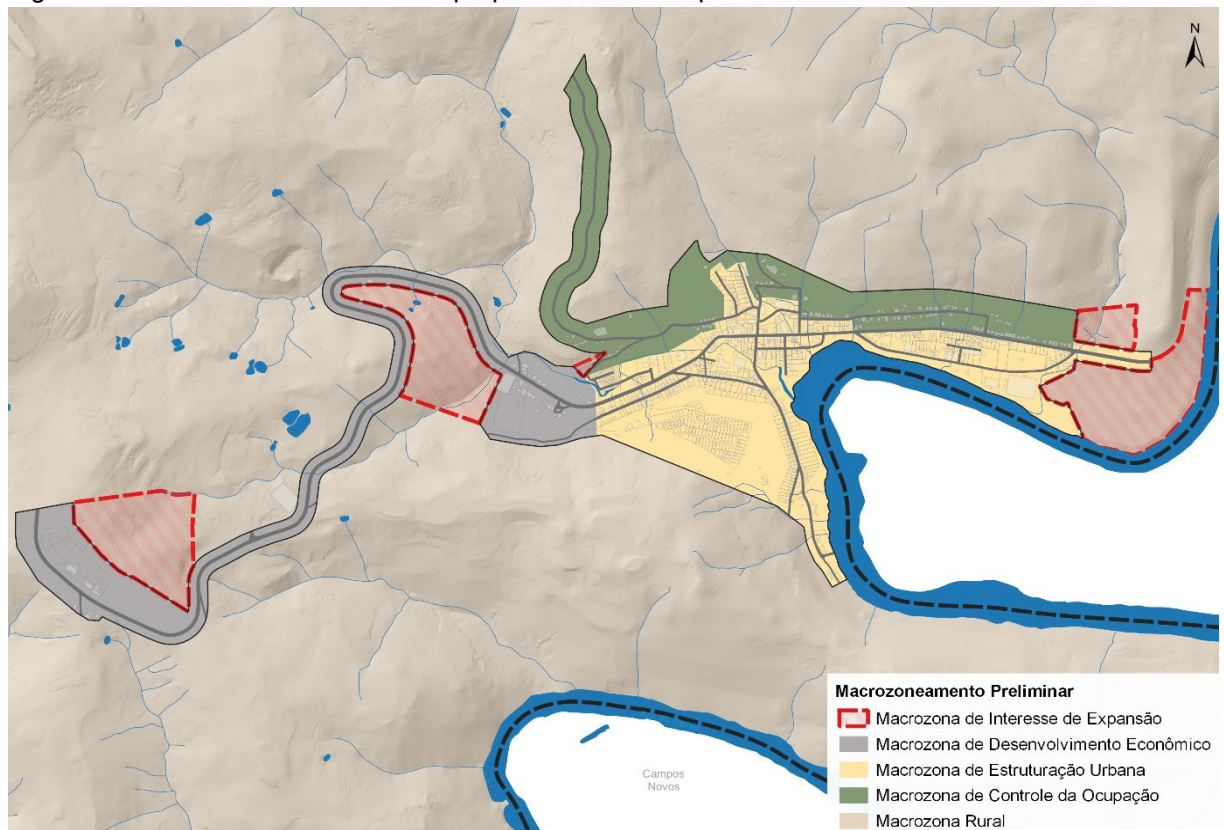 N
Campos
Novos
Macrozoneamento Preliminar
Macrozona de Interesse de Expansão
Macrozona de Desenvolvimento Econômico
Macrozona de Estruturação Urbana
Macrozona de Controle da Ocupação
Macrozona Rural